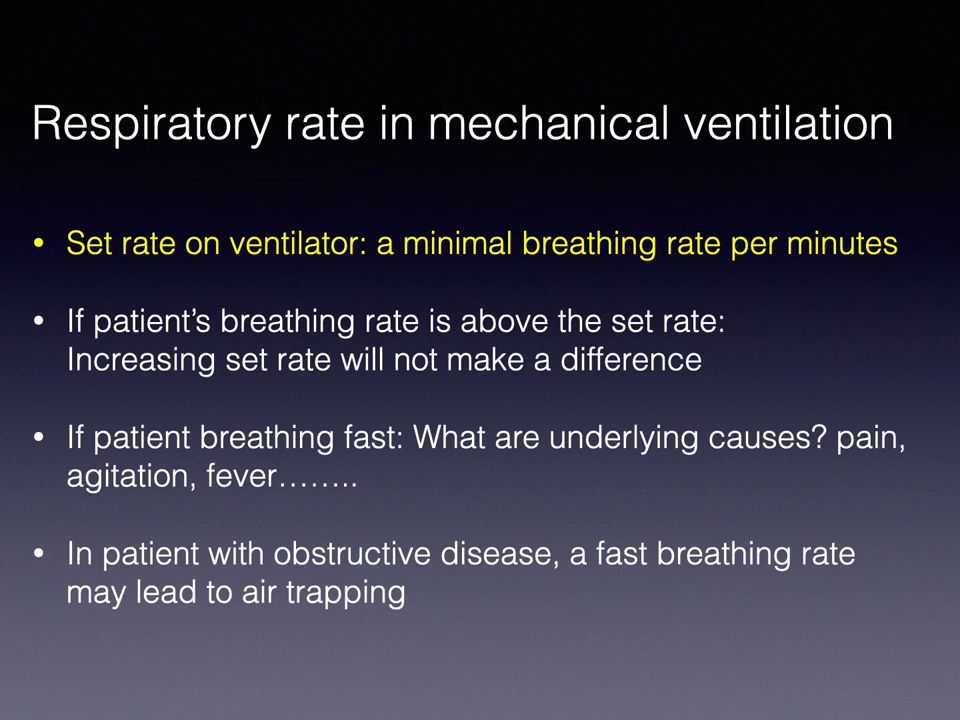 Respiratory rate in mechanical ventilation
• Set rate on ventilator: a minimal breathing rate per minutes
• If patient’s breathing rate is above the set rate:
Increasing set rate will not make a difference
• If patient breathing fast: What are underlying causes? pain,
agitation, fever……..
• In patient with obstructive disease, a fast breathing rate
may lead to air trapping